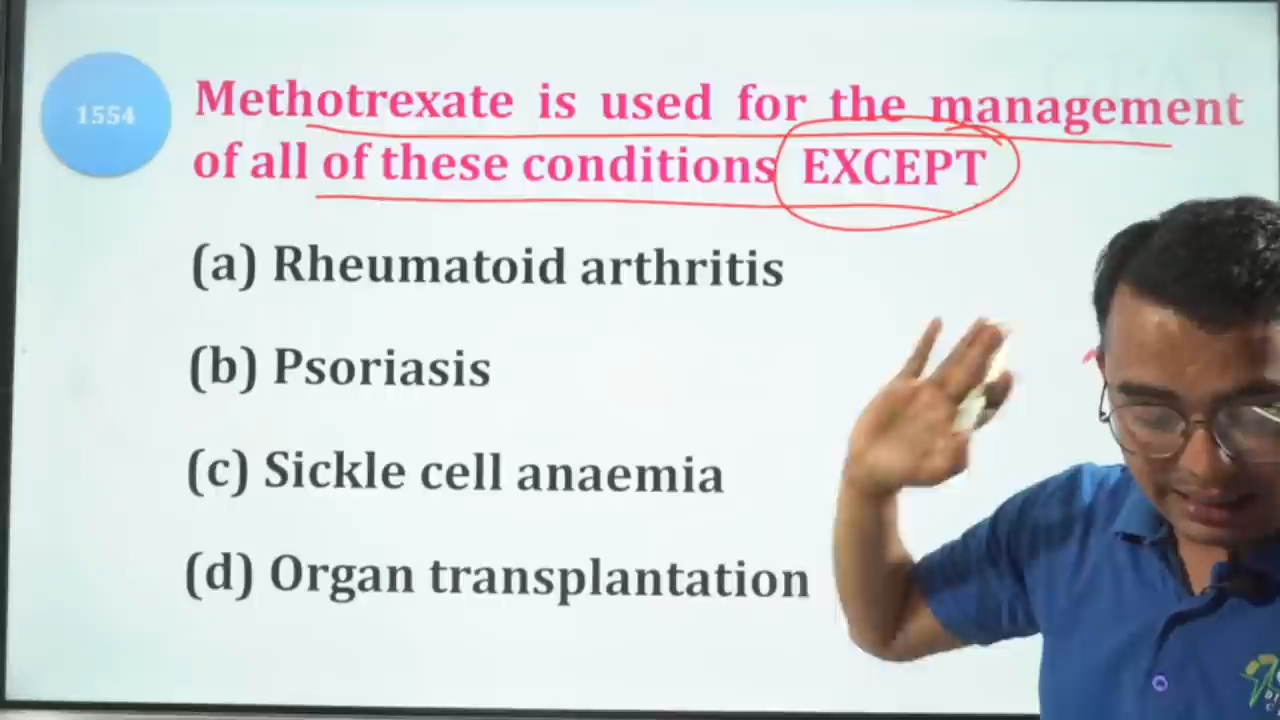 1554
Methotrexate is used for the management
of all of these conditions EXCEPT
(a) Rheumatoid arthritis
(b) Psoriasis
(c) Sickle cell anaemia
(d) Organ transplantation